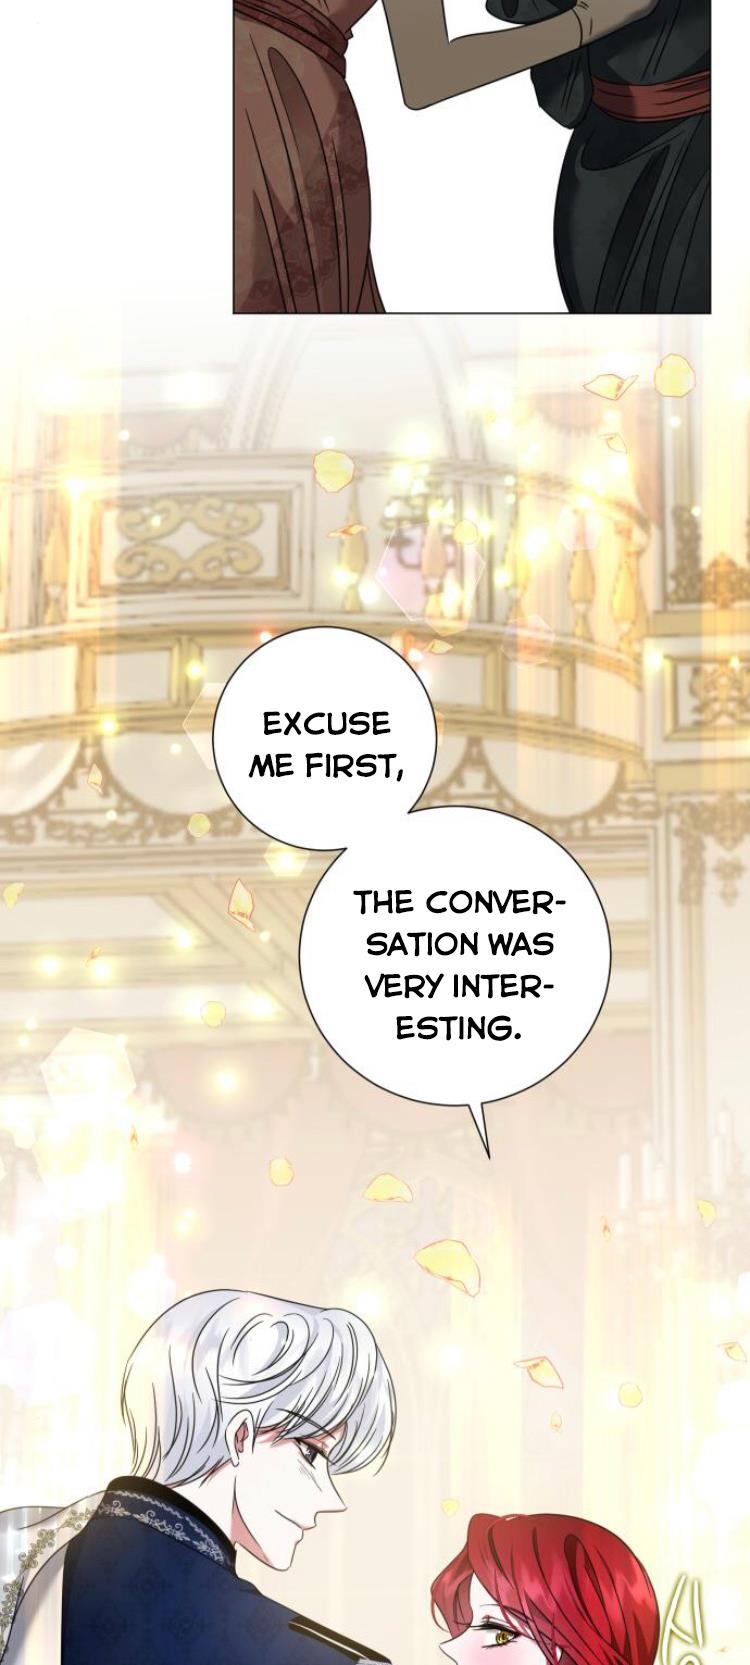 EXCUSE
ME FIRST,
THE CONVER-
SATION WAS
VERY INTER-
ESTING.